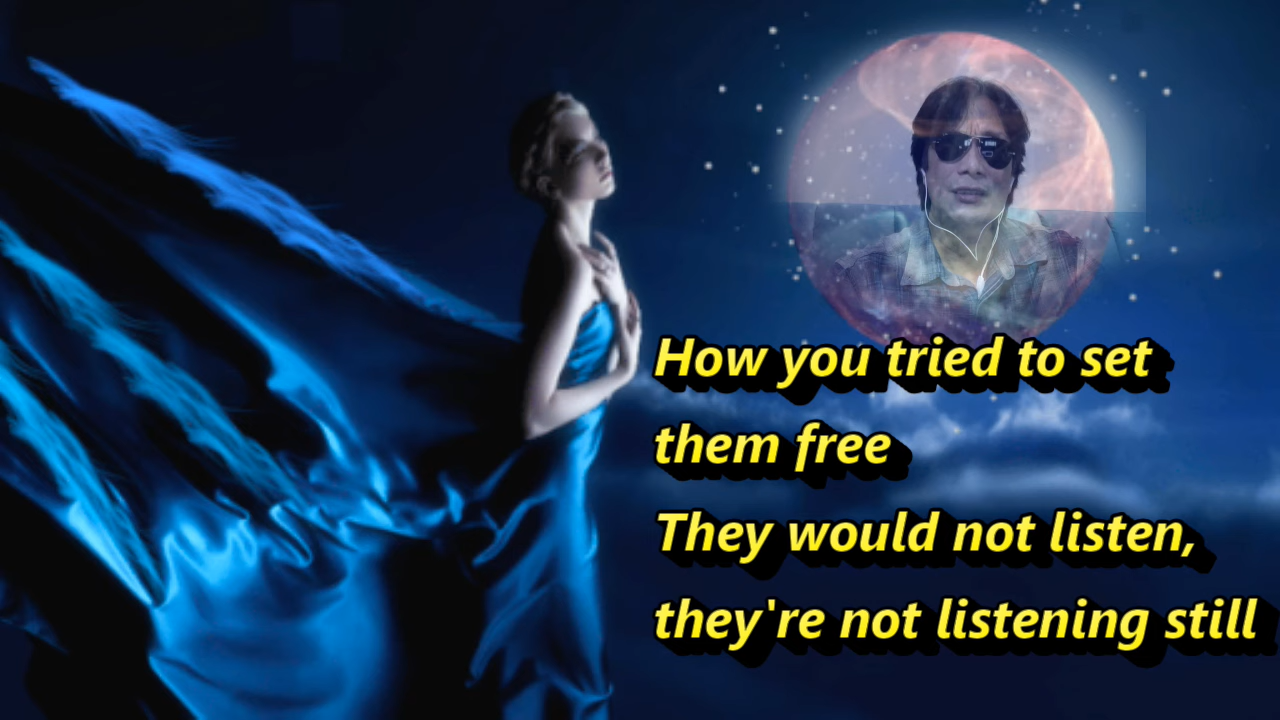 How you tried to set
them free
They would not listen,
they're not listening still